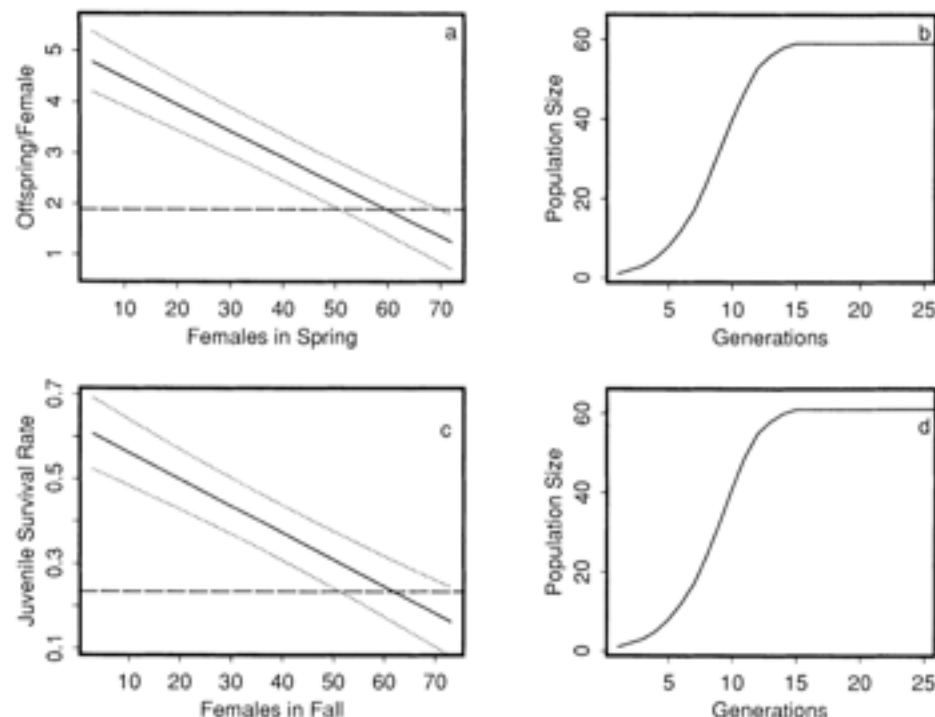 a
Offspring/Female
5
4
3
2
1
10 20 30 40 50 60 70
Females in Spring
b
Population Size
60
40
20
0
5 10 15 20 25
Generations
c
Juvenile Survival Rate
0.7
0.5
0.3
0.1
10 20 30 40 50 60 70
Females in Fall
d
Population Size
60
40
20
0
5 10 15 20 25
Generations